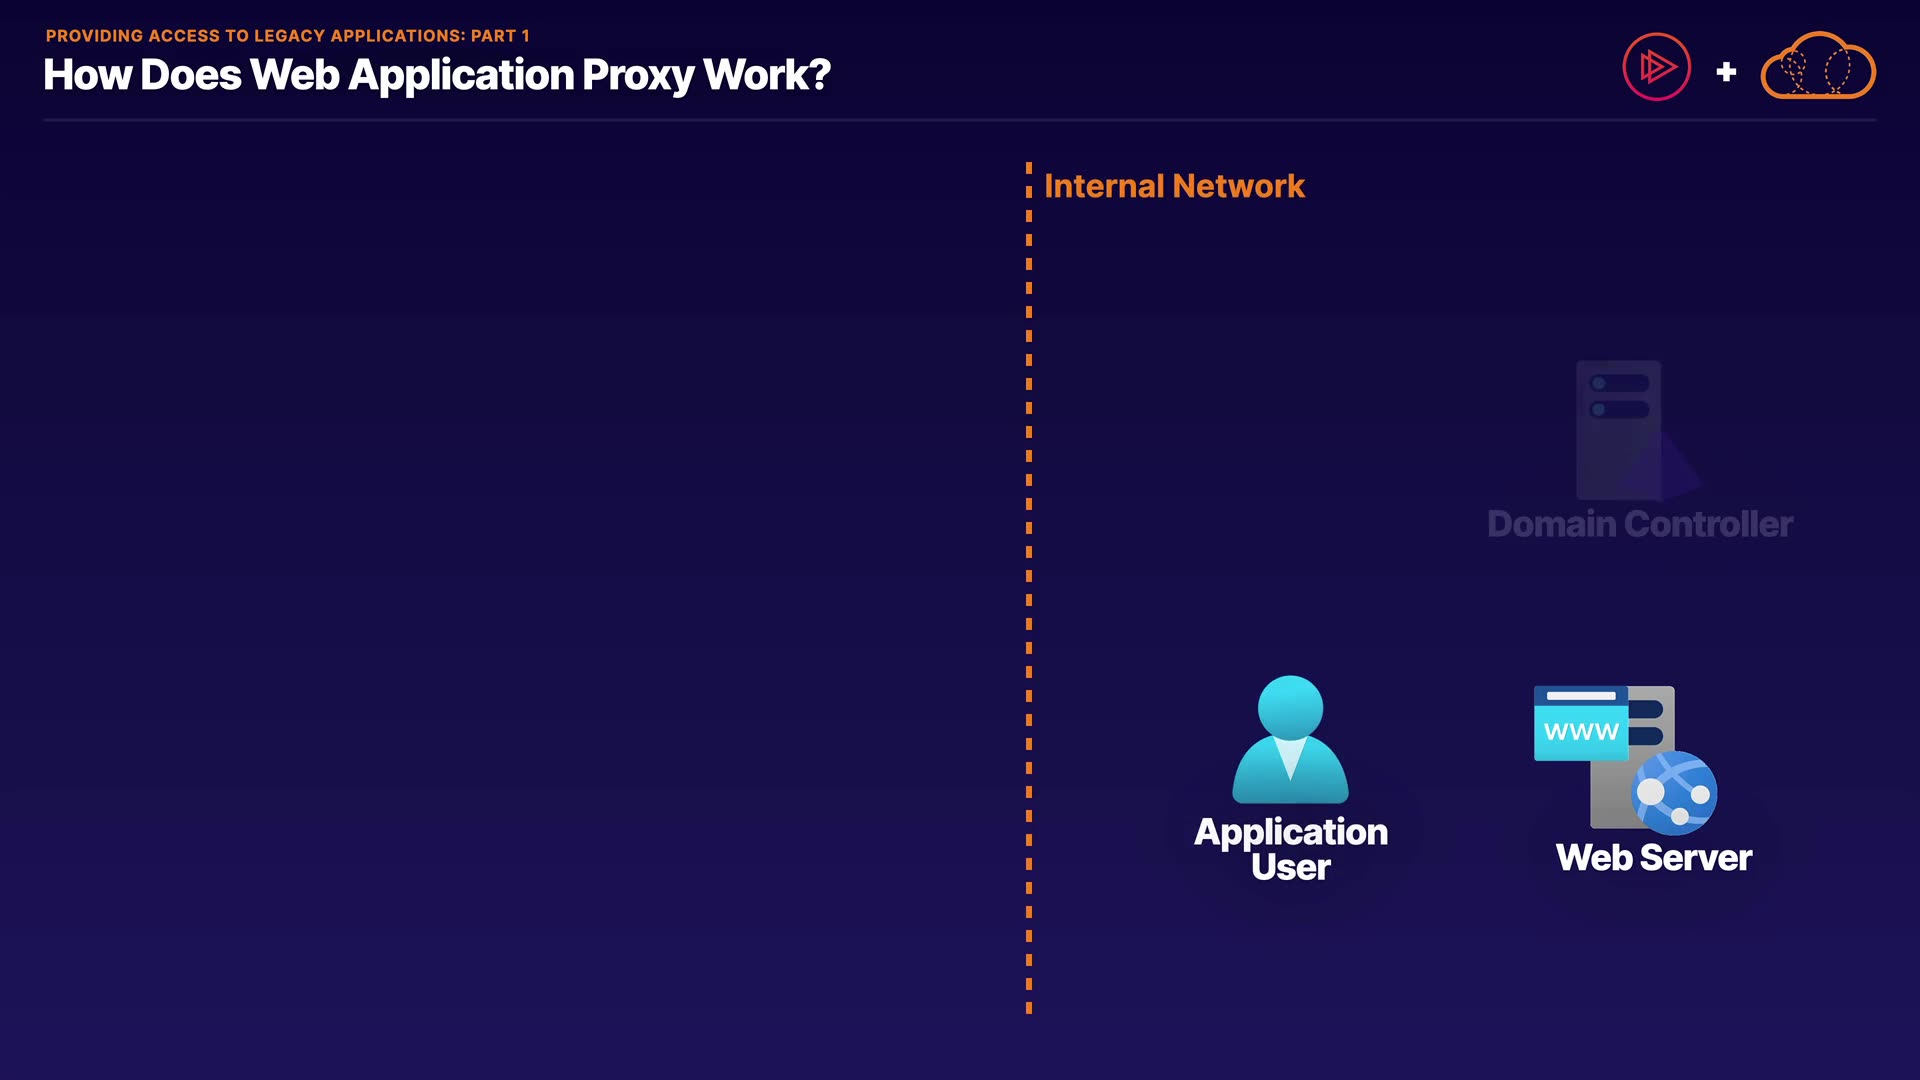 PROVIDING ACCESS TO LEGACY APPLICATIONS: PART 1
How Does Web Application Proxy Work?
Internal Network
Domain Controller
www
Application
User
Web Server